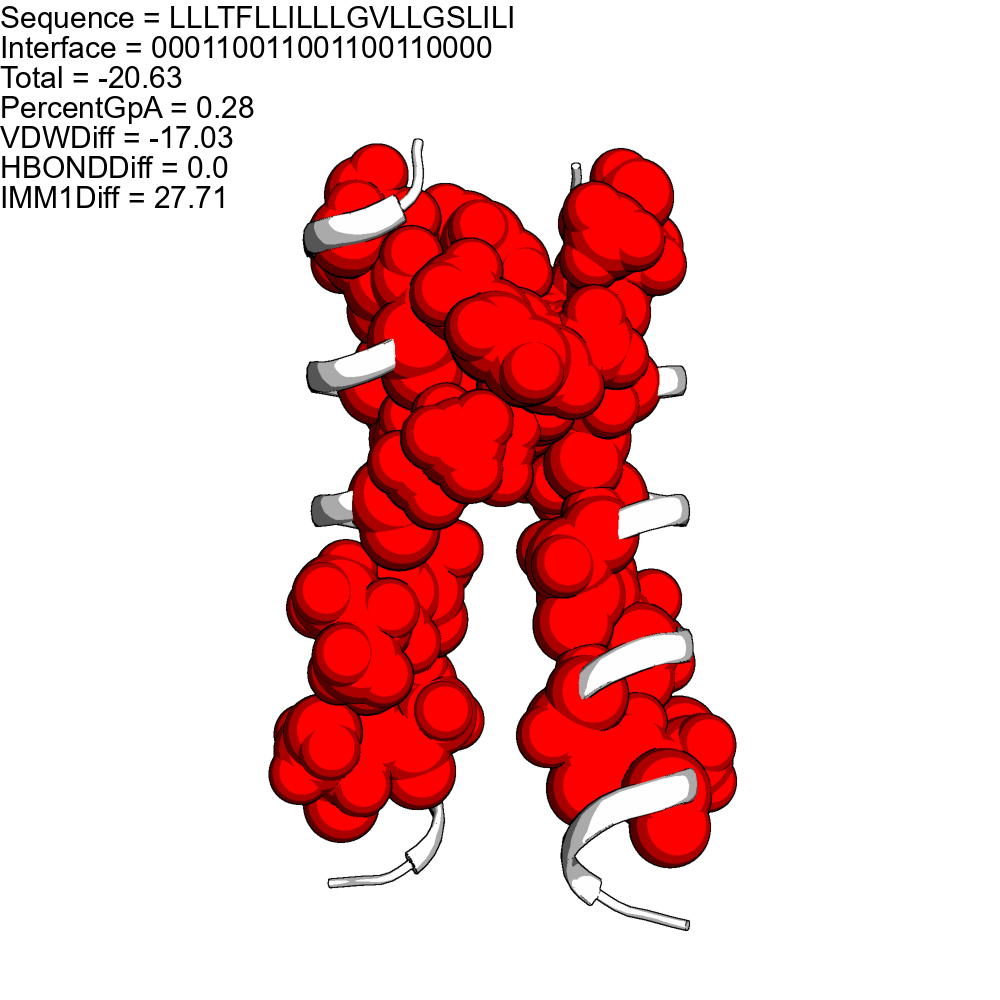 Sequence = LLLTFLLILLLGVLLGSLILI
Interface = 000110011001100110000
Total = -20.63
PercentGpA = 0.28
VDWDiff = -17.03
HBONDDiff = 0.0
IMM1Diff = 27.71